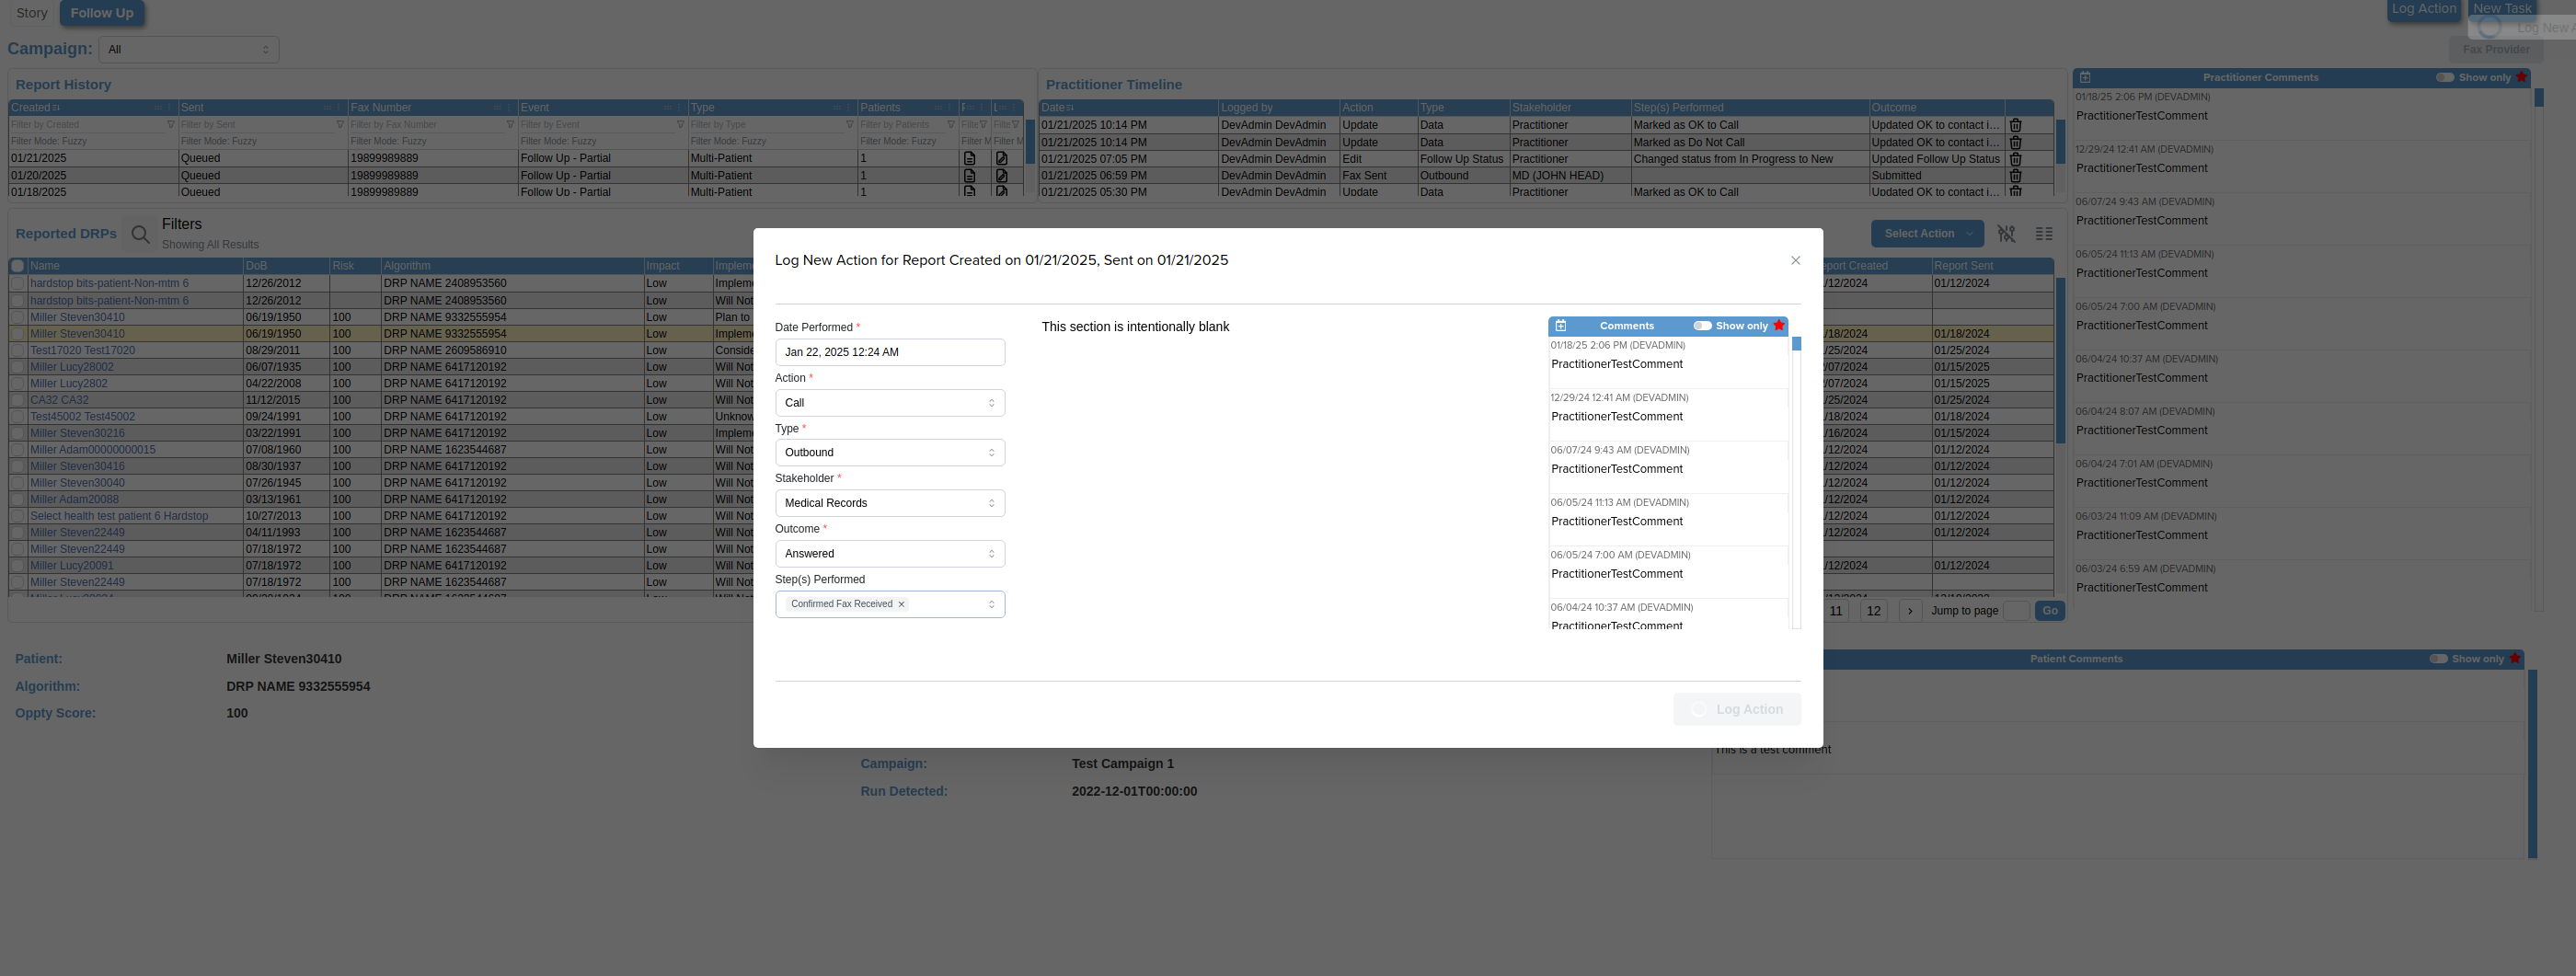 Story Follow Up Log Action New Task
Log New A
Campaign: All Fax Provider
Report History
Created Sent Fax Number Event Type Patients
Filter by Created Filter by Sent Filter by Fax Number Filter by Event Filter by Type Filter by Patients Filte Filte
Filter Mode: Fuzzy Filter Mode: Fuzzy Filter Mode: Fuzzy Filter Mode: Fuzzy Filter Mode: Fuzzy Filter Mode: Fuzzy Filter M Filter M
01/21/2025 Queued 19899989889 Follow Up - Partial Multi-Patient 1
01/20/2025 Queued 19899989889 Follow Up - Partial Multi-Patient 1
01/18/2025 Queued 19899989889 Follow Up - Partial Multi-Patient 1
Practitioner Timeline
Date Logged by Action Type Stakeholder Step(s) Performed Outcome
01/21/2025 10:14 PM DevAdmin DevAdmin Update Data Practitioner Marked as OK to Call Updated OK to contact i...
01/21/2025 10:14 PM DevAdmin DevAdmin Update Data Practitioner Marked as Do Not Call Updated OK to contact i...
01/21/2025 07:05 PM DevAdmin DevAdmin Edit Follow Up Status Practitioner Changed status from In Progress to New Updated Follow Up Status
01/21/2025 06:59 PM DevAdmin DevAdmin Fax Sent Outbound MD (JOHN HEAD) Submitted
01/21/2025 05:30 PM DevAdmin DevAdmin Update Data Practitioner Marked as OK to Call Updated OK to contact i...
Practitioner Comments Show only
01/18/25 2:06 PM (DEVADMIN)
PractitionerTestComment
12/29/24 12:41 AM (DEVADMIN)
PractitionerTestComment
06/07/24 9:43 AM (DEVADMIN)
PractitionerTestComment
06/05/24 11:13 AM (DEVADMIN)
PractitionerTestComment
06/05/24 7:00 AM (DEVADMIN)
PractitionerTestComment
06/04/24 10:37 AM (DEVADMIN)
PractitionerTestComment
06/04/24 8:07 AM (DEVADMIN)
PractitionerTestComment
06/04/24 7:01 AM (DEVADMIN)
PractitionerTestComment
06/03/24 11:09 AM (DEVADMIN)
PractitionerTestComment
06/03/24 6:59 AM (DEVADMIN)
PractitionerTestComment
Reported DRPs Filters
Showing All Results
Select Action
Name DoB Risk Algorithm Impact Implem eport Created Report Sent
hardstop bits-patient-Non-mtm 6 12/26/2012 DRP NAME 2408953560 Low Implem /12/2024 01/12/2024
hardstop bits-patient-Non-mtm 6 12/26/2012 DRP NAME 2408953560 Low Will Not
Miller Steven30410 06/19/1950 100 DRP NAME 9332555954 Low Plan to
Miller Steven30410 06/19/1950 100 DRP NAME 9332555954 Low Impleme /18/2024 01/18/2024
Test17020 Test17020 08/29/2011 100 DRP NAME 2609586910 Low Conside /25/2024 01/25/2024
Miller Lucy28002 06/07/1935 100 DRP NAME 6417120192 Low Will Not /07/2024 01/15/2025
Miller Lucy2802 04/22/2008 100 DRP NAME 6417120192 Low Will Not /07/2024 01/15/2025
CA32 CA32 11/12/2015 100 DRP NAME 6417120192 Low Will Not /25/2024 01/25/2024
Test45002 Test45002 09/24/1991 100 DRP NAME 6417120192 Low Unknow /18/2024 01/18/2024
Miller Steven30216 03/22/1991 100 DRP NAME 6417120192 Low Implem /16/2024 01/15/2024
Miller Adam00000000015 07/08/1960 100 DRP NAME 1623544687 Low Will Not /12/2024 01/12/2024
Miller Steven30416 08/30/1937 100 DRP NAME 6417120192 Low Will Not /12/2024 01/12/2024
Miller Steven30040 07/26/1945 100 DRP NAME 6417120192 Low Will Not /12/2024 01/12/2024
Miller Adam20088 03/13/1961 100 DRP NAME 6417120192 Low Will Not /12/2024 01/12/2024
Select health test patient 6 Hardstop 10/27/2013 100 DRP NAME 6417120192 Low Will Not /12/2024 01/12/2024
Miller Steven22449 04/11/1993 100 DRP NAME 1623544687 Low Will Not /12/2024 01/12/2024
Miller Steven22449 07/18/1972 100 DRP NAME 1623544687 Low Will Not
Miller Lucy20091 07/18/1972 100 DRP NAME 1623544687 Low Will Not /12/2024 01/12/2024
Miller Steven22449 07/18/1972 100 DRP NAME 1623544687 Low Will Not
11 12 Jump to page Go
Log New Action for Report Created on 01/21/2025, Sent on 01/21/2025
Date Performed *
Jan 22, 2025 12:24 AM
Action *
Call
Type *
Outbound
Stakeholder *
Medical Records
Outcome *
Answered
Step(s) Performed
Confirmed Fax Received
This section is intentionally blank
Comments Show only
01/18/25 2:06 PM (DEVADMIN)
PractitionerTestComment
12/29/24 12:41 AM (DEVADMIN)
PractitionerTestComment
06/07/24 9:43 AM (DEVADMIN)
PractitionerTestComment
06/05/24 11:13 AM (DEVADMIN)
PractitionerTestComment
06/05/24 7:00 AM (DEVADMIN)
PractitionerTestComment
06/04/24 10:37 AM (DEVADMIN)
PractitionerTestComment
Log Action
Patient: Miller Steven30410
Algorithm: DRP NAME 9332555954
Oppty Score: 100
Campaign: Test Campaign 1
Run Detected: 2022-12-01T00:00:00
Patient Comments Show only
This is a test comment